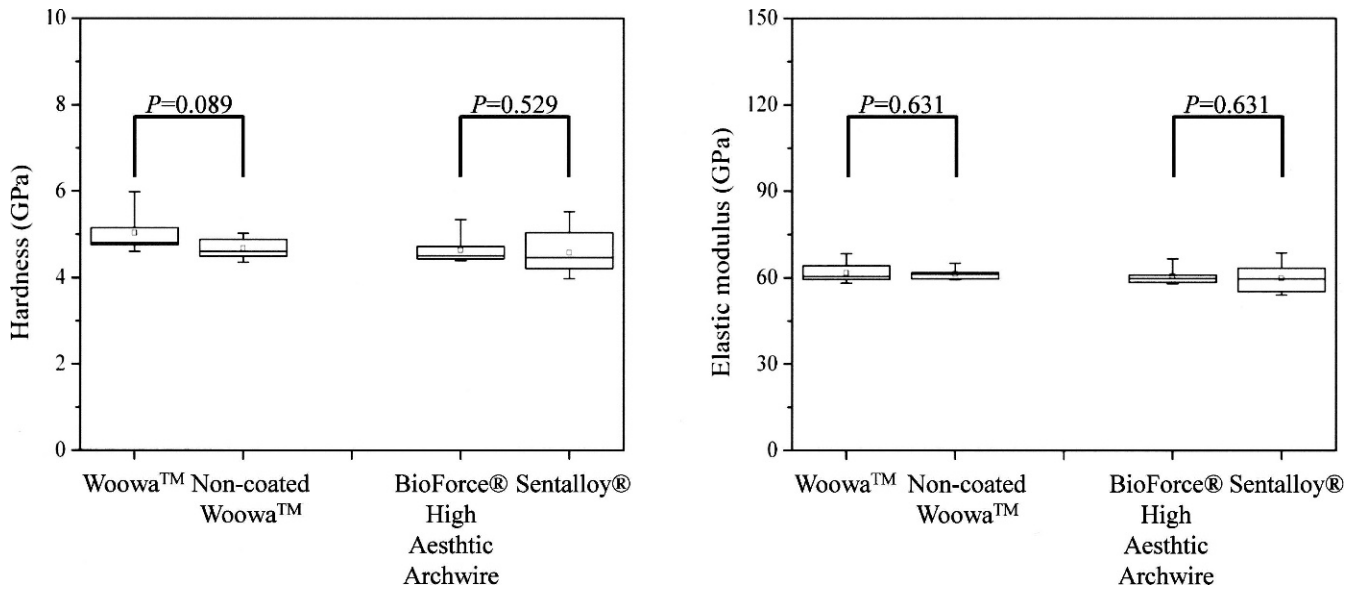 10
8
6
4
2
0
Hardness (GPa)
P=0.089
P=0.529
Woowa™ Non-coated
Woowa™
BioForce® Sentalloy®
High
Aesthtic
Archwire
150
120
90
60
30
0
Elastic modulus (GPa)
P=0.631
P=0.631
Woowa™ Non-coated
Woowa™
BioForce® Sentalloy®
High
Aesthtic
Archwire